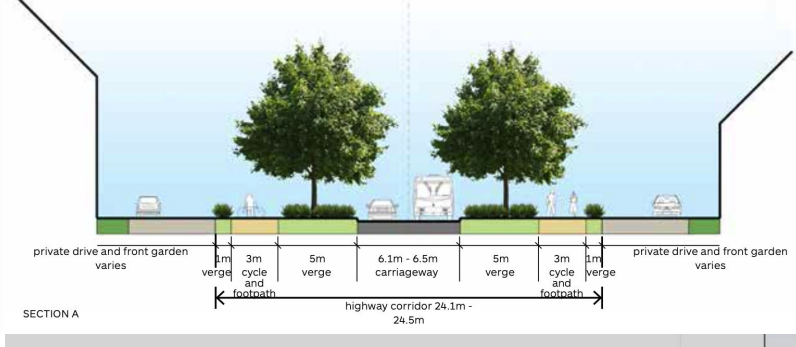 private drive and front garden
varies
1m
verge
3m
cycle
and
footpath
5m
verge
6.1m - 6.5m
carriageway
5m
verge
3m
cycle
and
footpath
1m
verge
private drive and front garden
varies
highway corridor 24.1m -
24.5m
SECTION A